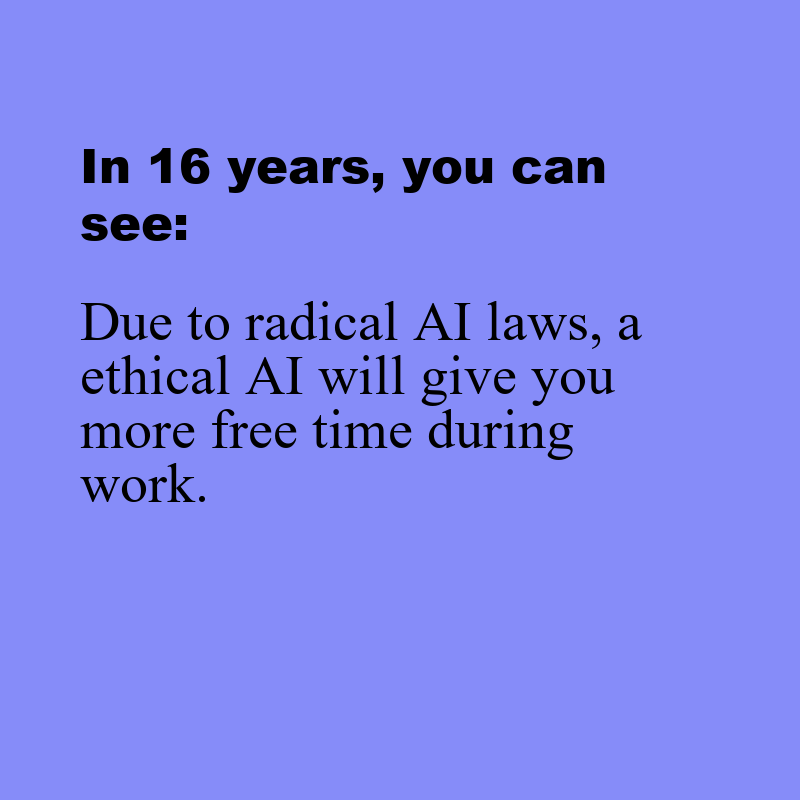 In 16 years, you can
see:
Due to radical AI laws, a
ethical AI will give you
more free time during
work.